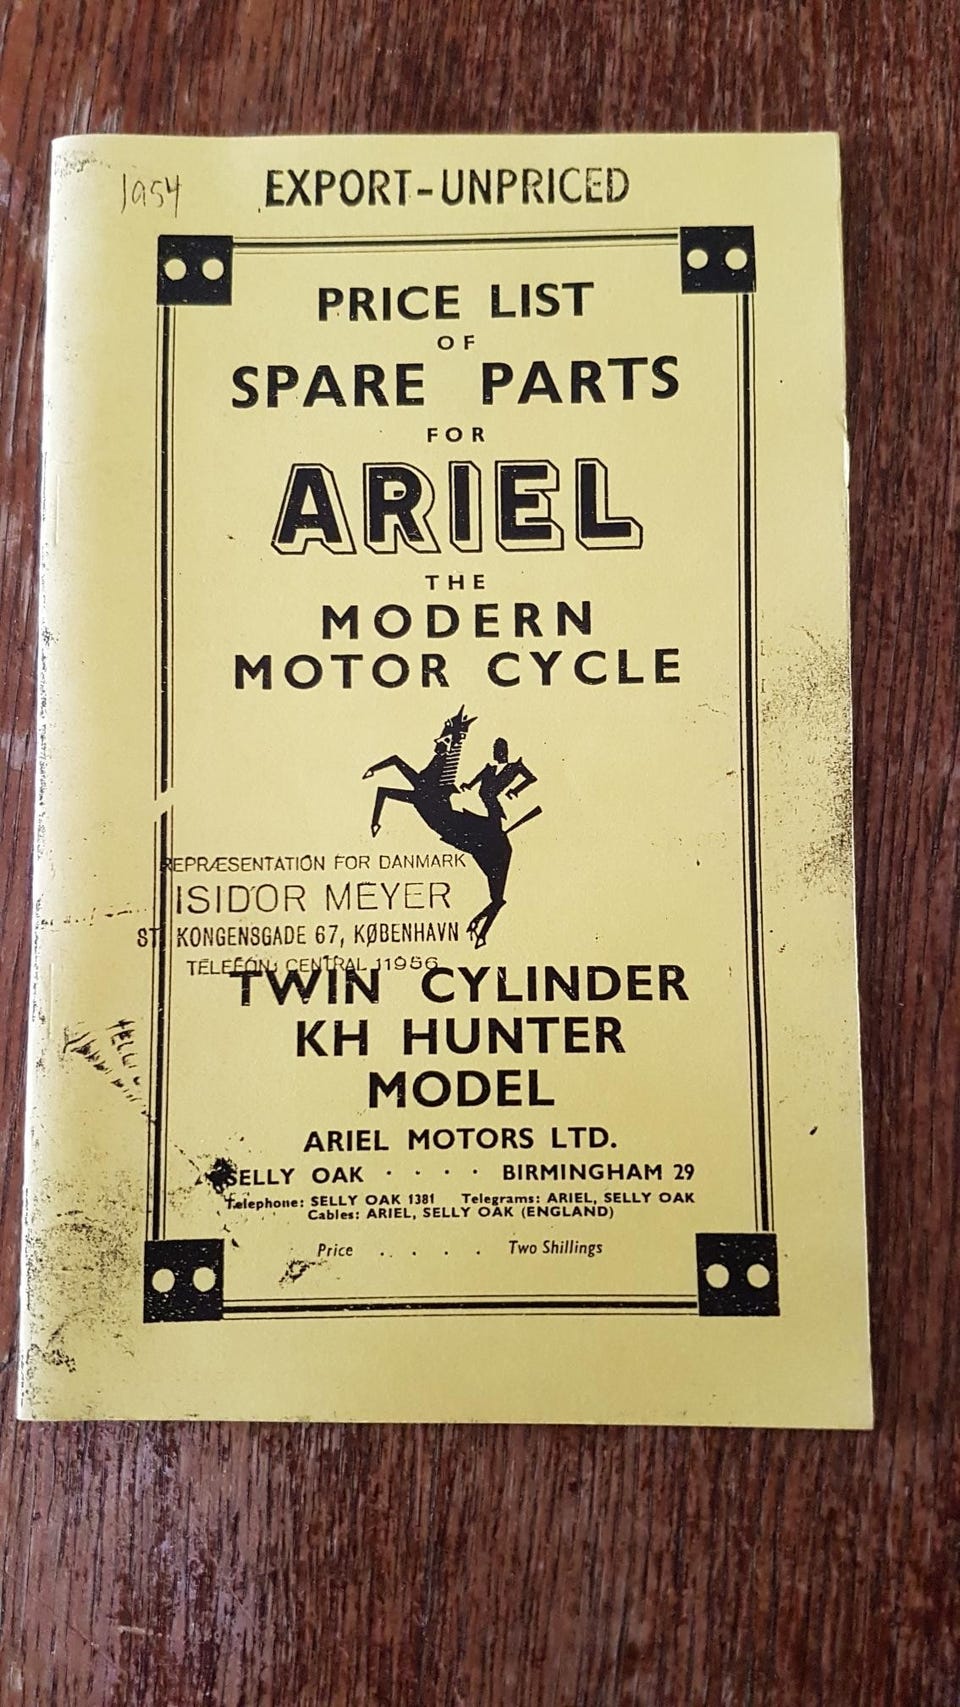 1954
EXPORT-UNPRICED
PRICE LIST
OF
SPARE PARTS
FOR
ARIEL
THE
MODERN
MOTOR CYCLE
REPRÆSENTATION FOR DANMARK
ISIDOR MEYER
ST. KONGENSGADE 67, KØBENHAVN K
TELEFON: CENTRAL 11956
TWIN CYLINDER
KH HUNTER
MODEL
ARIEL MOTORS LTD.
SELLY OAK . . . . BIRMINGHAM 29
Telephone: SELLY OAK 1381 Telegrams: ARIEL, SELLY OAK
Cables: ARIEL, SELLY OAK (ENGLAND)
Price . . . . Two Shillings